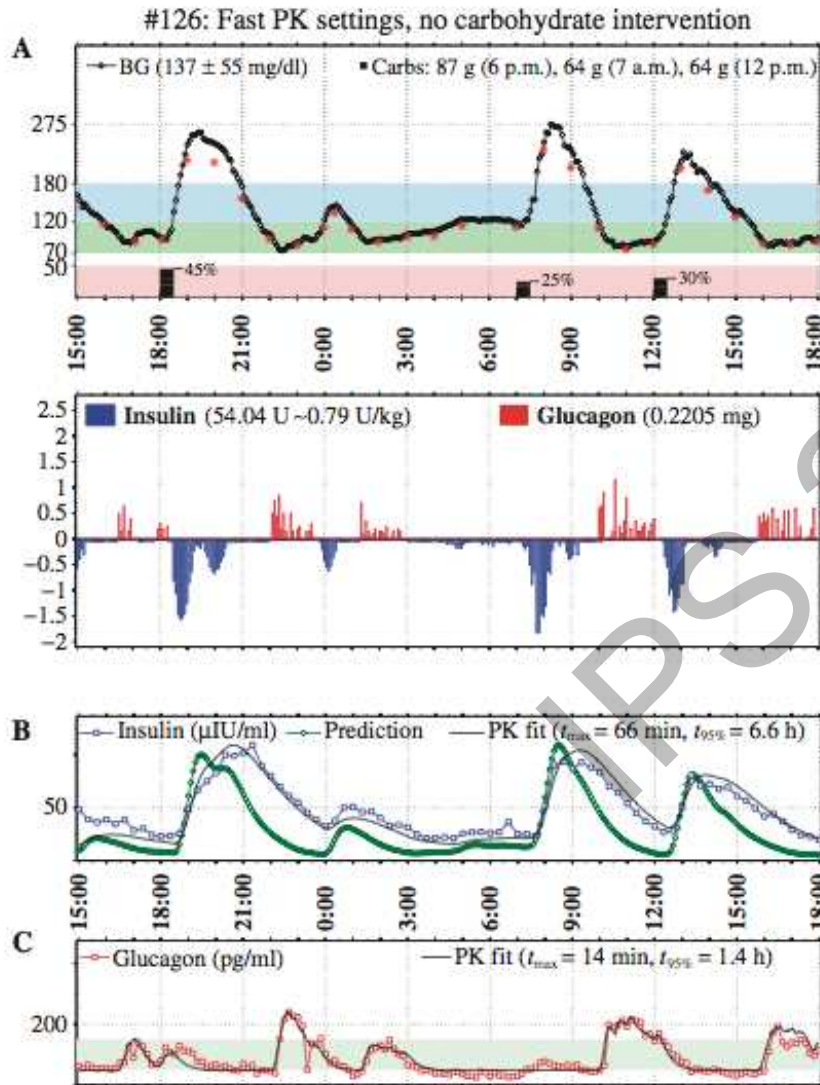 #126: Fast PK settings, no carbohydrate intervention
A
BG (137 ± 55 mg/dl) Carbs: 87 g (6 p.m.), 64 g (7 a.m.), 64 g (12 p.m.)
275
180
120
70
50
45% 25% 30%
15:00 18:00 21:00 0:00 3:00 6:00 9:00 12:00 15:00 18:00
2.5
2
1.5
1
0.5
0
−0.5
−1
−1.5
−2
Insulin (54.04 U ~0.79 U/kg) Glucagon (0.2205 mg)
B
Insulin (µIU/ml) Prediction PK fit (tmax = 66 min, t95% = 6.6 h)
50
15:00 18:00 21:00 0:00 3:00 6:00 9:00 12:00 15:00 18:00
C
Glucagon (pg/ml) PK fit (tmax = 14 min, t95% = 1.4 h)
200
IPS